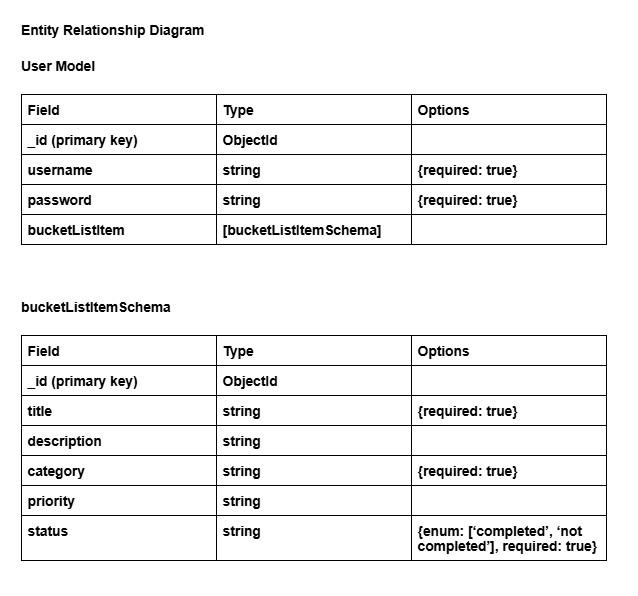 Entity Relationship Diagram
User Model
Field Type Options
_id (primary key) ObjectId
username string {required: true}
password string {required: true}
bucketListItem [bucketListItemSchema]
bucketListItemSchema
Field Type Options
_id (primary key) ObjectId
title string {required: true}
description string
category string {required: true}
priority string
status string {enum: [‘completed’, ‘not
completed’], required: true}